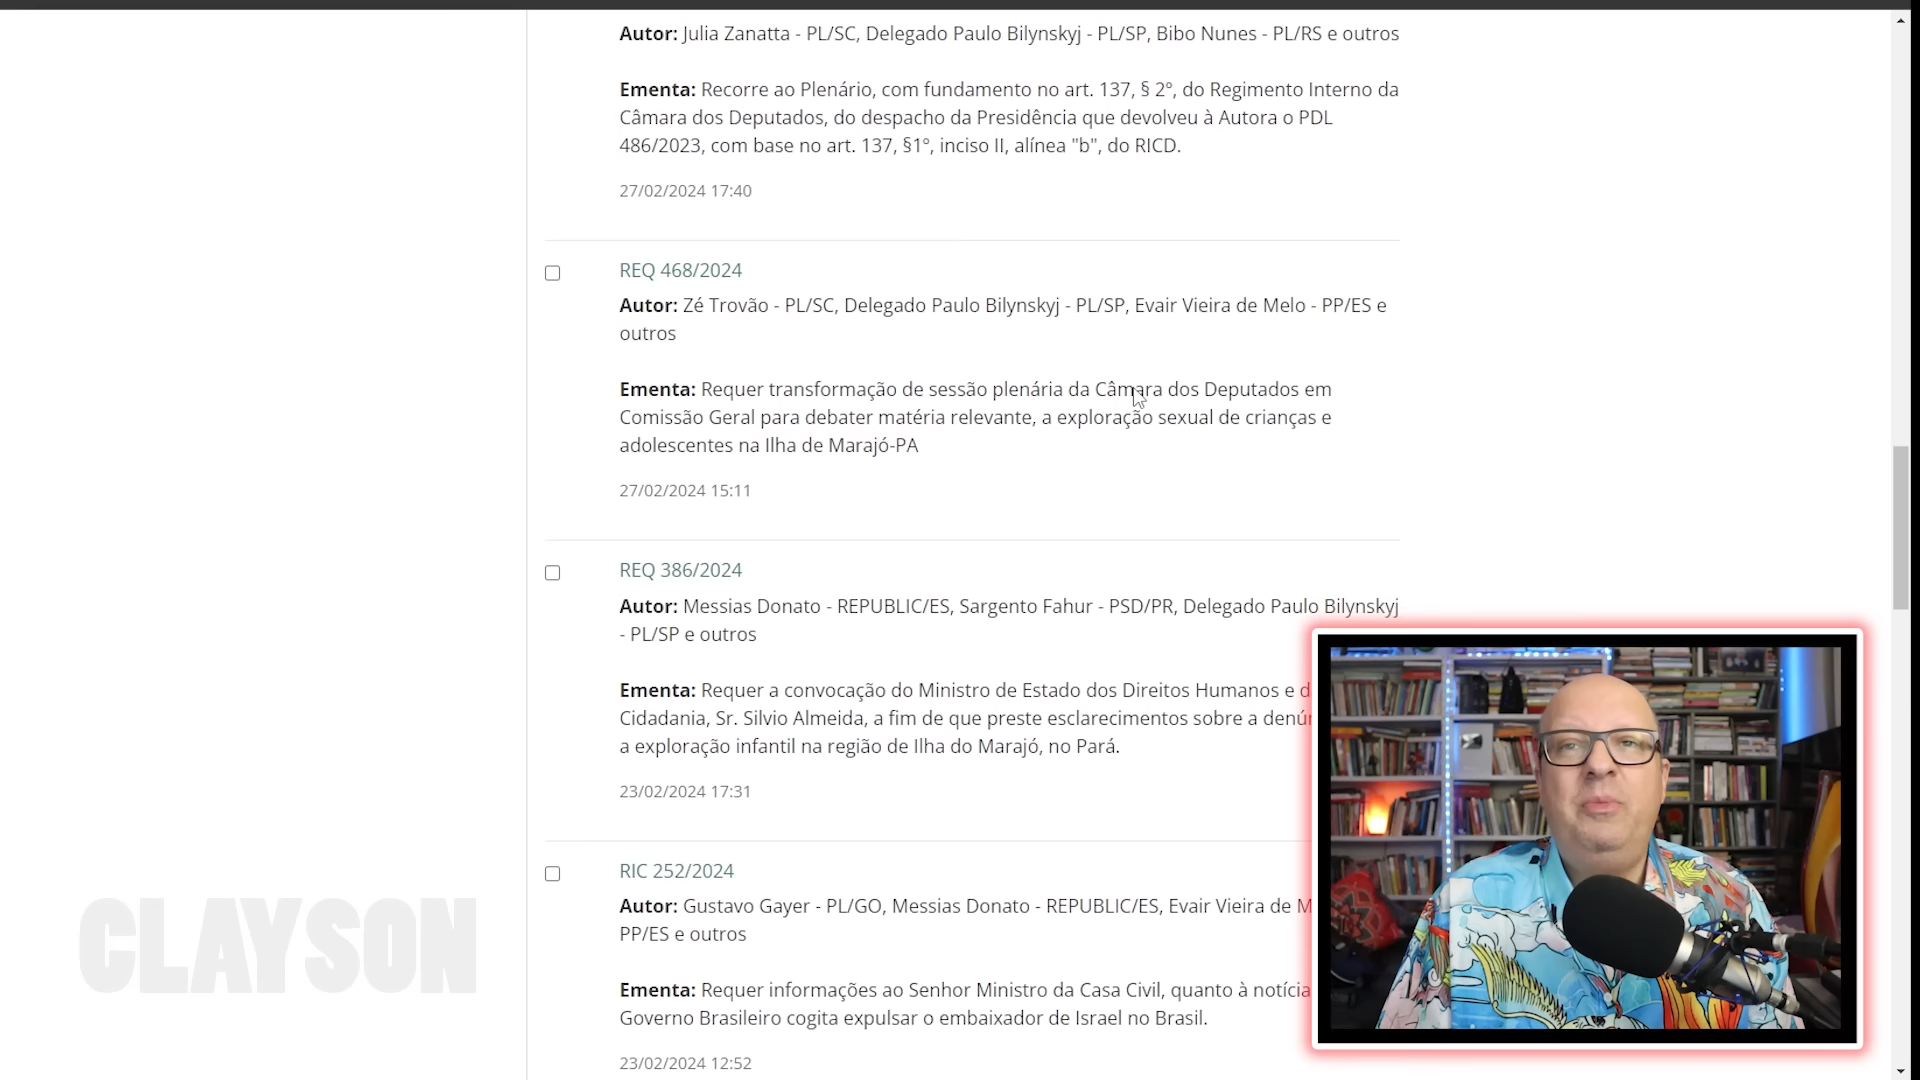 Autor: Julia Zanatta - PL/SC, Delegado Paulo Bilynskyj - PL/SP, Bibo Nunes - PL/RS e outros
Ementa: Recorre ao Plenário, com fundamento no art. 137, § 2º, do Regimento Interno da
Câmara dos Deputados, do despacho da Presidência que devolveu à Autora o PDL
486/2023, com base no art. 137, §1º, inciso II, alínea "b", do RICD.
27/02/2024 17:40
REQ 468/2024
Autor: Zé Trovão - PL/SC, Delegado Paulo Bilynskyj - PL/SP, Evair Vieira de Melo - PP/ES e
outros
Ementa: Requer transformação de sessão plenária da Câmara dos Deputados em
Comissão Geral para debater matéria relevante, a exploração sexual de crianças e
adolescentes na Ilha de Marajó-PA
27/02/2024 15:11
REQ 386/2024
Autor: Messias Donato - REPUBLIC/ES, Sargento Fahur - PSD/PR, Delegado Paulo Bilynskyj
- PL/SP e outros
Ementa: Requer a convocação do Ministro de Estado dos Direitos Humanos e
Cidadania, Sr. Silvio Almeida, a fim de que preste esclarecimentos sobre a
a exploração infantil na região de Ilha do Marajó, no Pará.
23/02/2024 17:31
RIC 252/2024
Autor: Gustavo Gayer - PL/GO, Messias Donato - REPUBLIC/ES, Evair Vieira de
PP/ES e outros
Ementa: Requer informações ao Senhor Ministro da Casa Civil, quanto à
Governo Brasileiro cogita expulsar o embaixador de Israel no Brasil.
23/02/2024 12:52
CLAYSON